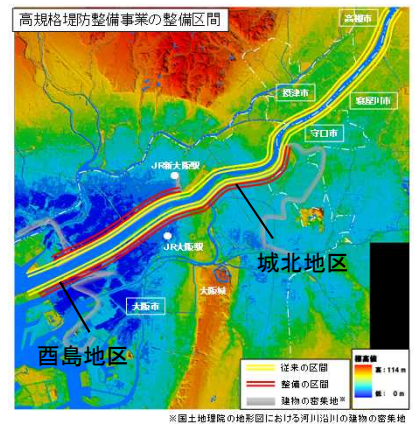 高規格堤防整備事業の整備区間
高槻市
摂津市
寝屋川市
守口市
JR新大阪駅
城北地区
JR大阪駅
大阪城
大阪市
酉島地区
従来の区間
整備の区間
建物の密集地※
標高値
高:114 m
低: 0 m
※国土地理院の地形図における河川沿川の建物の密集地